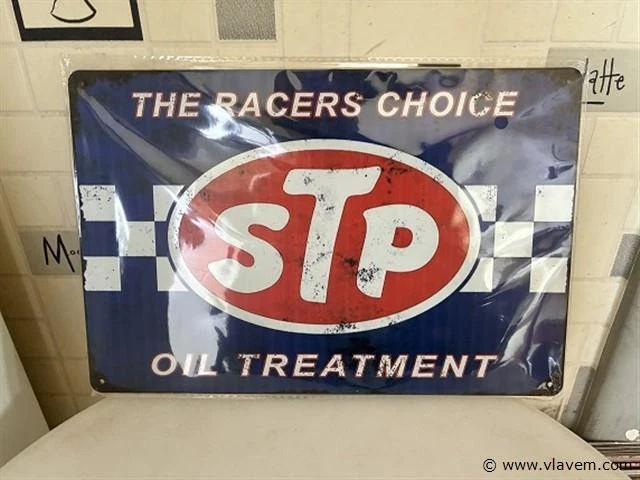 THE RACERS CHOICE
STP
OIL TREATMENT
© www.vlavem.com